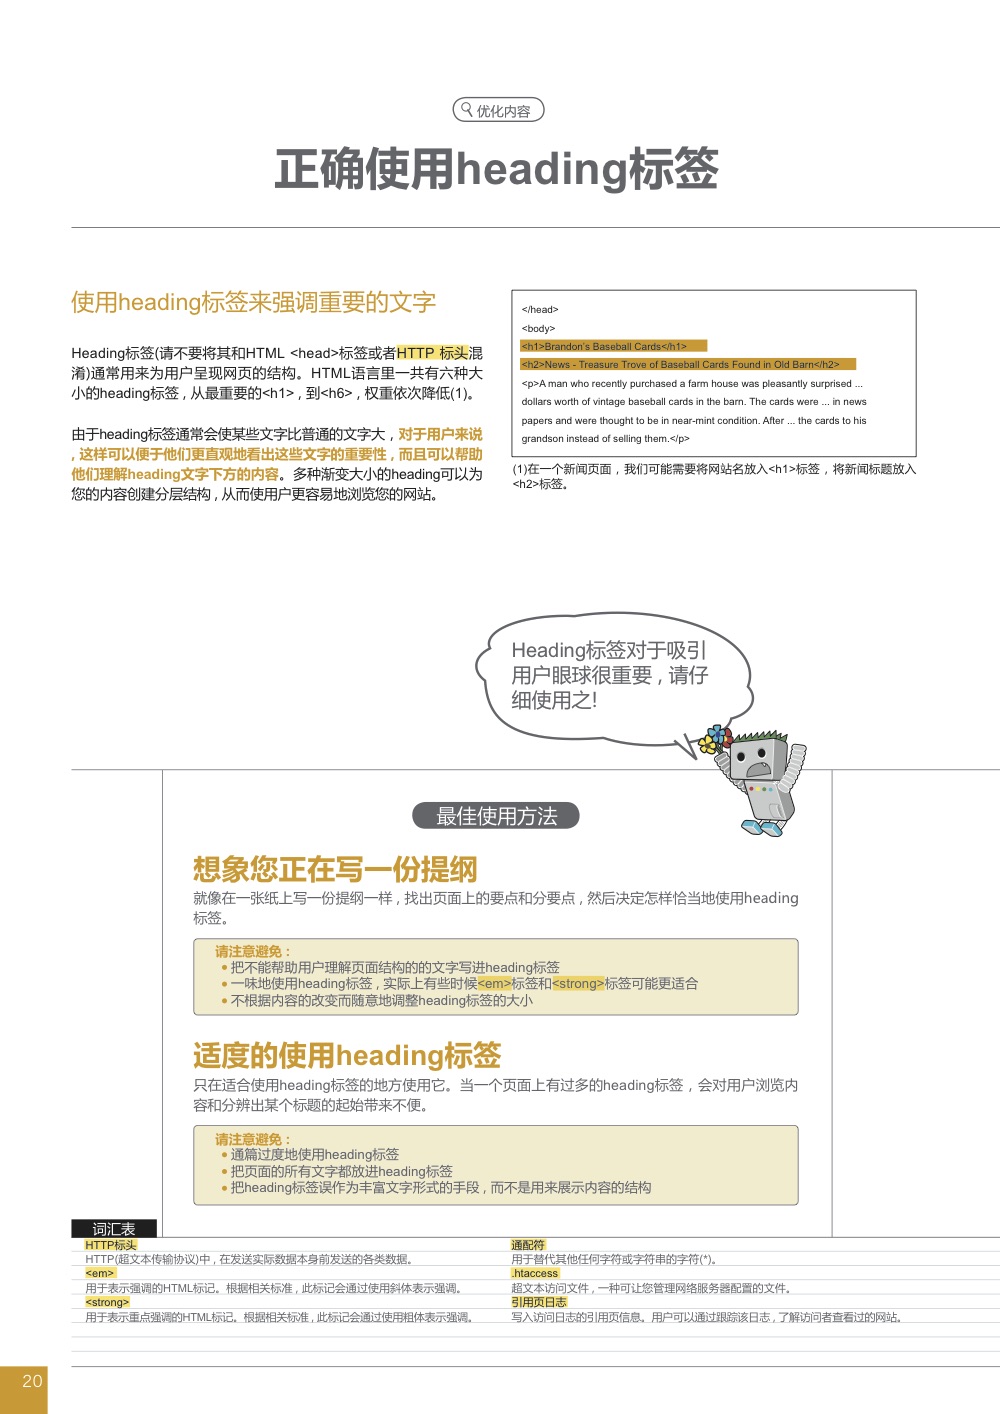 优化内容
正确使用heading标签
使用heading标签来强调重要的文字
Heading标签(请不要将其和HTML <head>标签或者HTTP 标头混
淆)通常用来为用户呈现网页的结构。HTML语言里一共有六种大
小的heading标签 , 从最重要的<h1> , 到<h6> , 权重依次降低(1)。
由于heading标签通常会使某些文字比普通的文字大 , 对于用户来说
, 这样可以便于他们更直观地看出这些文字的重要性 , 而且可以帮助
他们理解heading文字下方的内容。多种渐变大小的heading可以为
您的内容创建分层结构 , 从而使用户更容易地浏览您的网站。
</head>
<body>
<h1>Brandon's Baseball Cards</h1>
<h2>News - Treasure Trove of Baseball Cards Found in Old Barn</h2>
<p>A man who recently purchased a farm house was pleasantly surprised ...
dollars worth of vintage baseball cards in the barn. The cards were ... in news
papers and were thought to be in near-mint condition. After ... the cards to his
grandson instead of selling them.</p>
(1)在一个新闻页面 , 我们可能需要将网站名放入<h1>标签 , 将新闻标题放入
<h2>标签。
Heading标签对于吸引
用户眼球很重要 , 请仔
细使用之!
最佳使用方法
想象您正在写一份提纲
就像在一张纸上写一份提纲一样 , 找出页面上的要点和分要点 , 然后决定怎样恰当地使用heading
标签。
请注意避免 :
• 把不能帮助用户理解页面结构的的文字写进heading标签
• 一味地使用heading标签 , 实际上有些时候<em>标签和<strong>标签可能更适合
• 不根据内容的改变而随意地调整heading标签的大小
适度的使用heading标签
只在适合使用heading标签的地方使用它。当一个页面上有过多的heading标签 , 会对用户浏览内
容和分辨出某个标题的起始带来不便。
请注意避免 :
• 通篇过度地使用heading标签
• 把页面的所有文字都放进heading标签
• 把heading标签误作为丰富文字形式的手段 , 而不是用来展示内容的结构
词汇表
HTTP标头
HTTP(超文本传输协议)中 , 在发送实际数据本身前发送的各类数据。
<em>
用于表示强调的HTML标记。根据相关标准 , 此标记会通过使用斜体表示强调。
<strong>
用于表示重点强调的HTML标记。根据相关标准 , 此标记会通过使用粗体表示强调。
通配符
用于替代其他任何字符或字符串的字符(*)。
.htaccess
超文本访问文件 , 一种可让您管理网络服务器配置的文件。
引用页日志
写入访问日志的引用页信息。用户可以通过跟踪该日志 , 了解访问者查看过的网站。
20